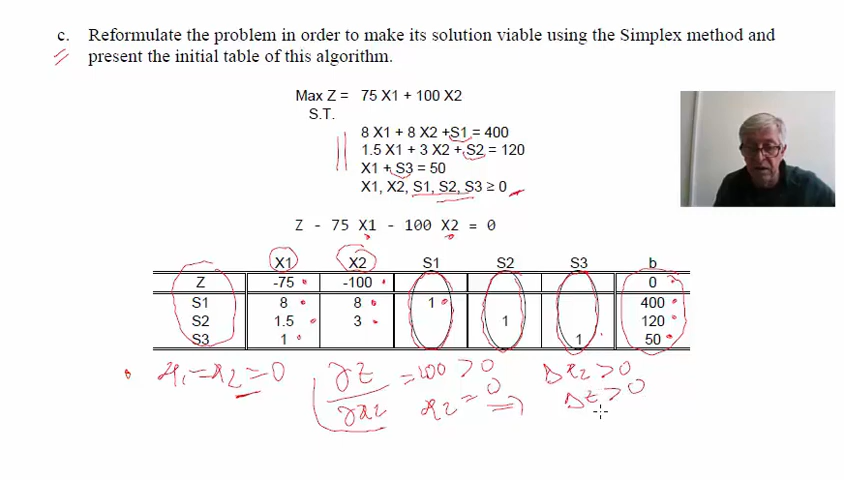 c. Reformulate the problem in order to make its solution viable using the Simplex method and
present the initial table of this algorithm.
Max Z = 75 X1 + 100 X2
S.T.
8 X1 + 8 X2 +S1 = 400
1.5 X1 + 3 X2 + S2 = 120
X1 + S3 = 50
X1, X2, S1, S2, S3 ≥ 0
Z - 75 X1 - 100 X2 = 0
X1 X2 S1 S2 S3 b
Z -75 -100 0
S1 8 8 1 400
S2 1.5 3 1 120
S3 1 1 50
x1 = x2 = 0 ∂Z/∂x2 = 100 > 0 Δx2 > 0
x2 = 0 ⇒ ΔZ > 0